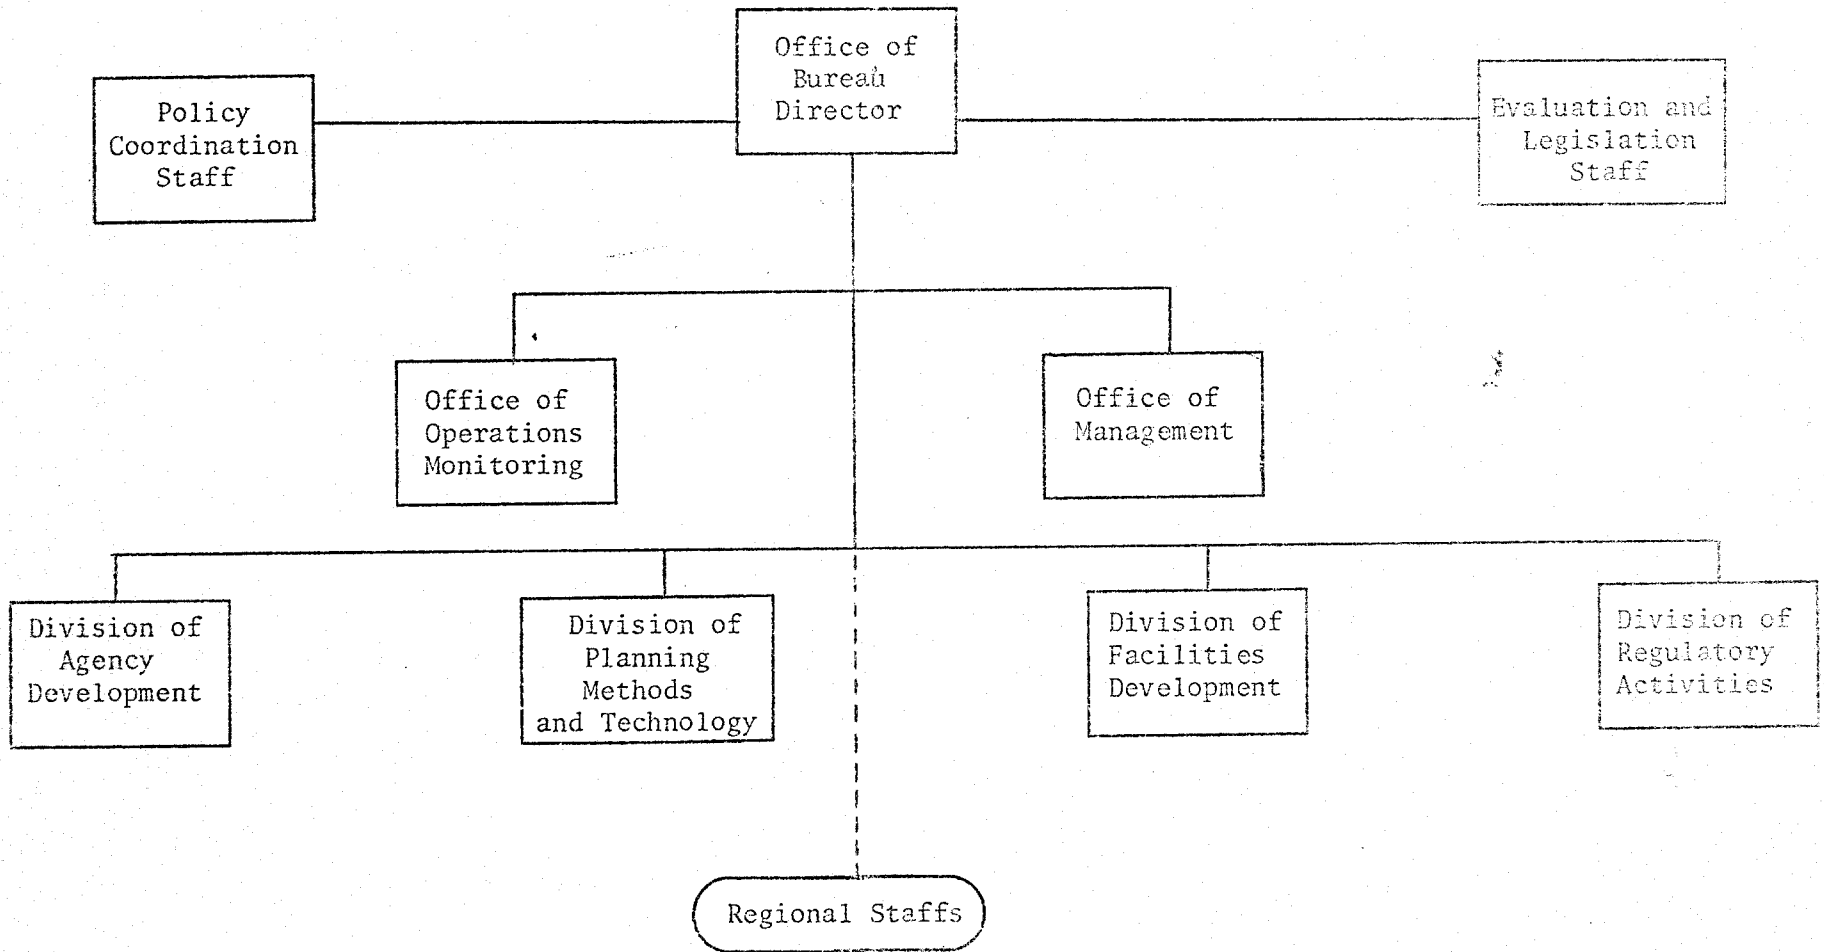 Office of
Bureau
Director
Policy
Coordination
Staff
Evaluation and
Legislation
Staff
Office of
Operations
Monitoring
Office of
Management
Division of
Agency
Development
Division of
Planning
Methods
and Technology
Division of
Facilities
Development
Division of
Regulatory
Activities
Regional Staffs